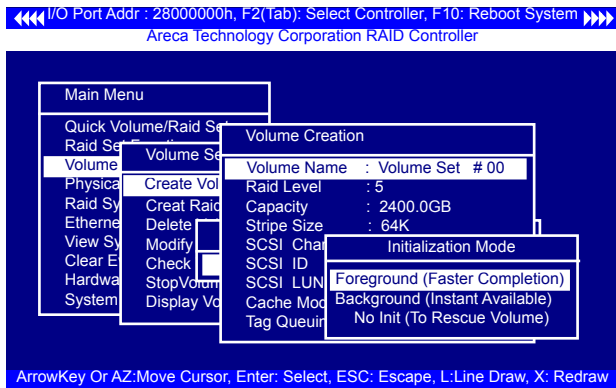 I/O Port Addr : 28000000h, F2(Tab): Select Controller, F10: Reboot System
Areca Technology Corporation RAID Controller
Main Menu
Quick Volume/Raid Se
Raid Set
Volume
Physica
Raid Sy
Etherne
View Sy
Clear E
Hardwa
System
Volume Se
Create Vol
Creat Raid
Delete
Modify
Check
StopVolum
Display Vo
Volume Creation
Volume Name : Volume Set # 00
Raid Level : 5
Capacity : 2400.0GB
Stripe Size : 64K
SCSI Chan
SCSI ID
SCSI LUN
Cache Mod
Tag Queuin
Initialization Mode
Foreground (Faster Completion)
Background (Instant Available)
No Init (To Rescue Volume)
ArrowKey Or AZ:Move Cursor, Enter: Select, ESC: Escape, L:Line Draw, X: Redraw